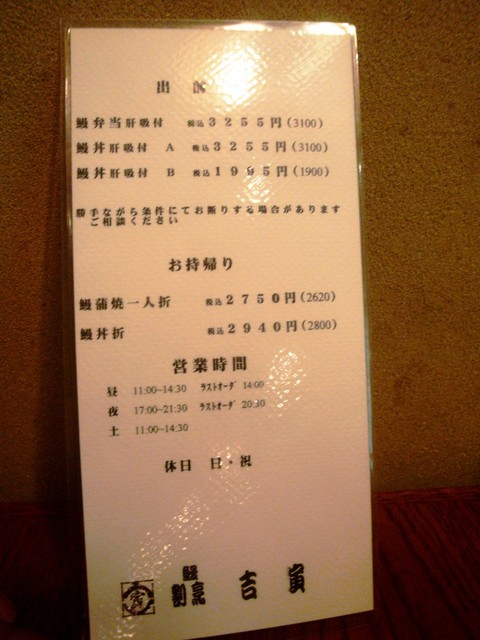 出前
鰻弁当肝吸付 税込3255円(3100)
鰻丼肝吸付 A 税込3255円(3100)
鰻丼肝吸付 B 税込1995円(1900)
勝手ながら条件にてお断りする場合があります
ご相談ください
お持帰り
鰻蒲焼一人折 税込2750円(2620)
鰻丼折 税込2940円(2800)
営業時間
昼 11:00~14:30 ラストオーダ 14:00
夜 17:00~21:30 ラストオーダ 20:30
土 11:00~14:30
休日 日・祝
鰻
割烹 吉寅